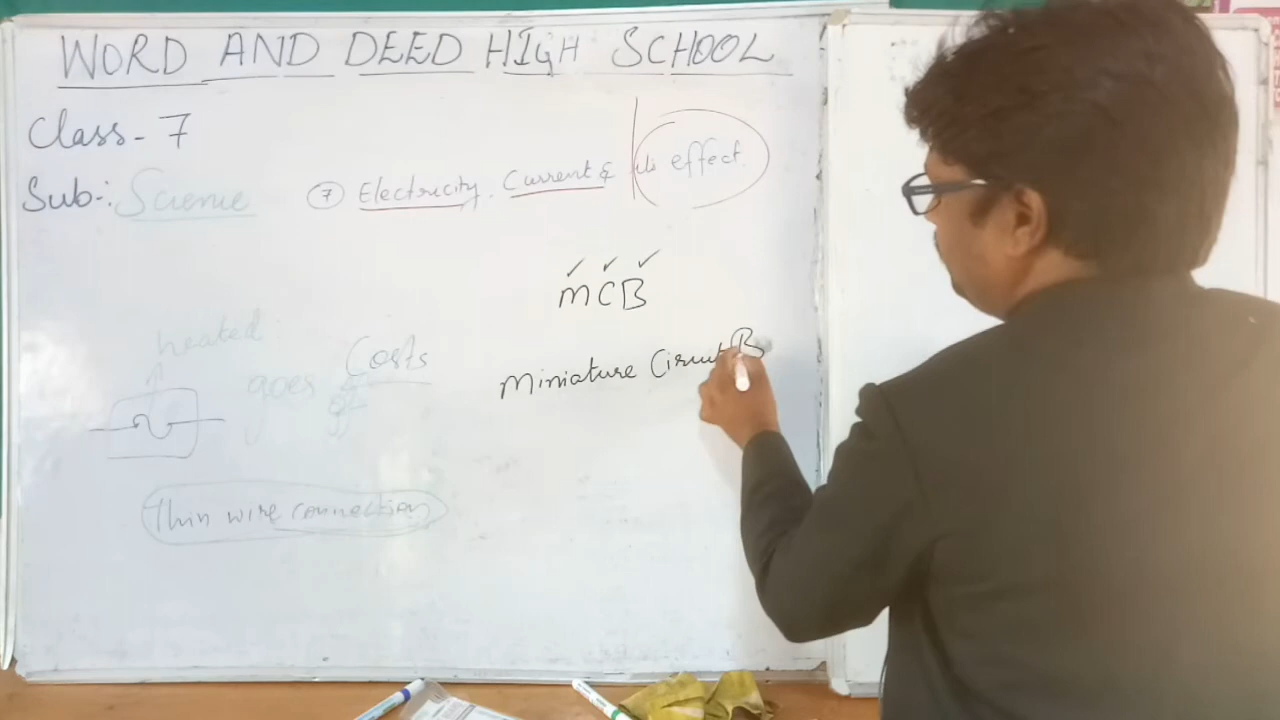 WORD AND DEED HIGH SCHOOL
Class - 7
Sub-: Science
⑦ Electricity. Current & its effect.
MCB
heated
Costs
goes off
Miniature Circuit B
Thin wire connection